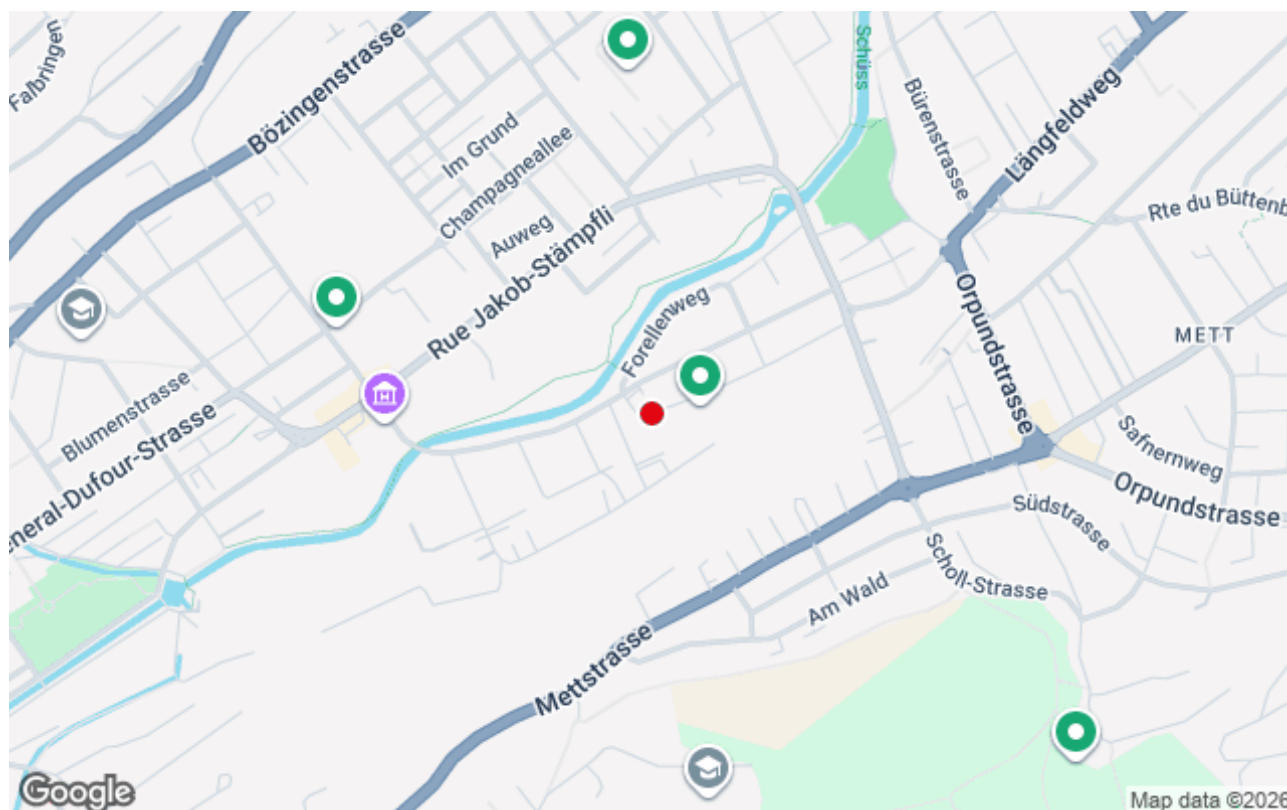 Falbringen
Bözingenstrasse
Schüss
Bürenstrasse
Längfeldweg
Im Grund
Champagneallee
Auweg
Rue Jakob-Stämpfli
Rte du Büttenb
Orpundstrasse
METT
Forellenweg
Blumenstrasse
eneral-Dufour-Strasse
Safnernweg
Orpundstrasse
Südstrasse
Scholl-Strasse
Am Wald
Mettstrasse
H
Google
Map data ©2026